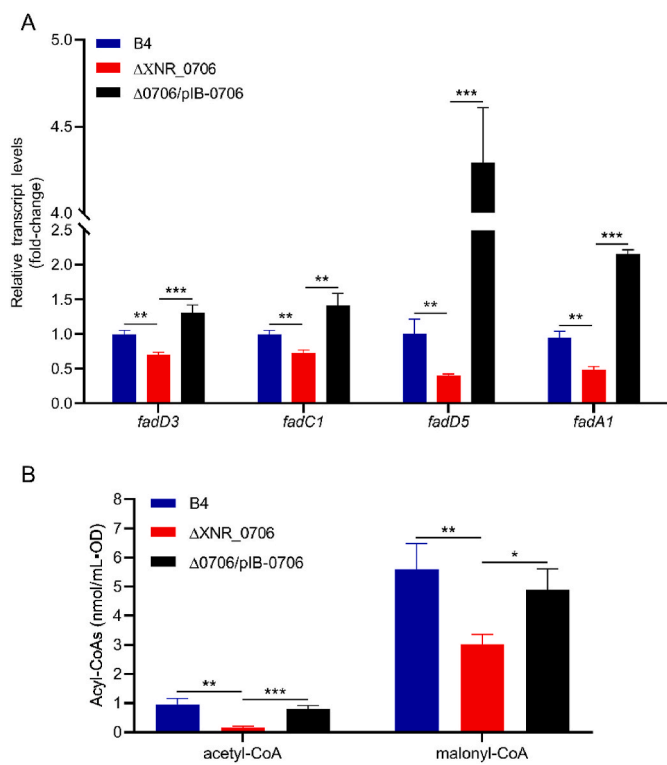 A
B4
ΔXNR_0706
Δ0706/pIB-0706
Relative transcript levels
(fold-change)
5.0
4.5
4.0
2.5
2.0
1.5
1.0
0.5
0.0
** ***
** **
** ***
** ***
fadD3 fadC1 fadD5 fadA1
B
B4
ΔXNR_0706
Δ0706/pIB-0706
Acyl-CoAs (nmol/mL•OD)
8
7
6
5
4
3
2
1
0
** ***
** *
acetyl-CoA malonyl-CoA